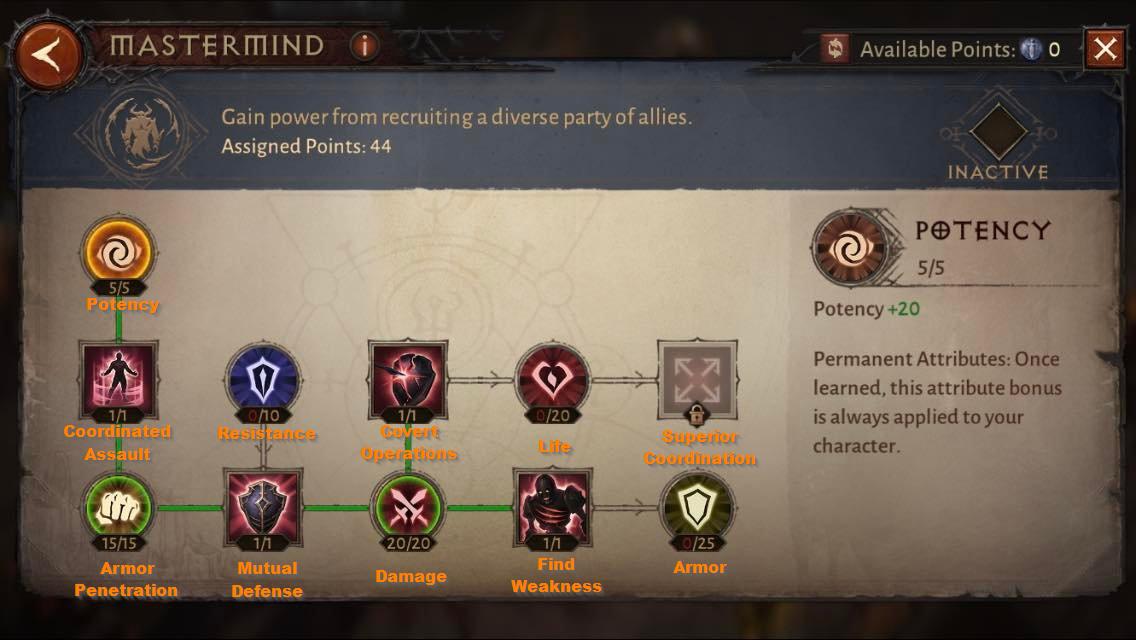 MASTERMIND
i
Available Points: 0
Gain power from recruiting a diverse party of allies.
Assigned Points: 44
INACTIVE
5/5
Potency
1/1
Coordinated
Assault
0/10
Resistance
1/1
Covert
Operations
0/20
Life
Superior
Coordination
15/15
Armor
Penetration
1/1
Mutual
Defense
20/20
Damage
1/1
Find
Weakness
0/25
Armor
POTENCY
5/5
Potency +20
Permanent Attributes: Once
learned, this attribute bonus
is always applied to your
character.